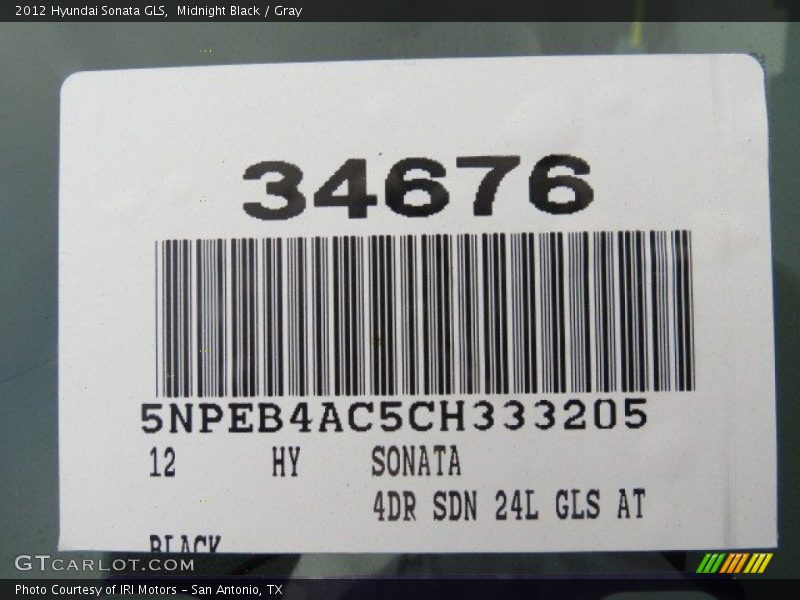 2012 Hyundai Sonata GLS,  Midnight Black / Gray
34676
5NPEB4AC5CH333205
12 HY SONATA
4DR SDN 24L GLS AT
BLACK
GTCARLOT.COM
Photo Courtesy of IRI Motors – San Antonio, TX